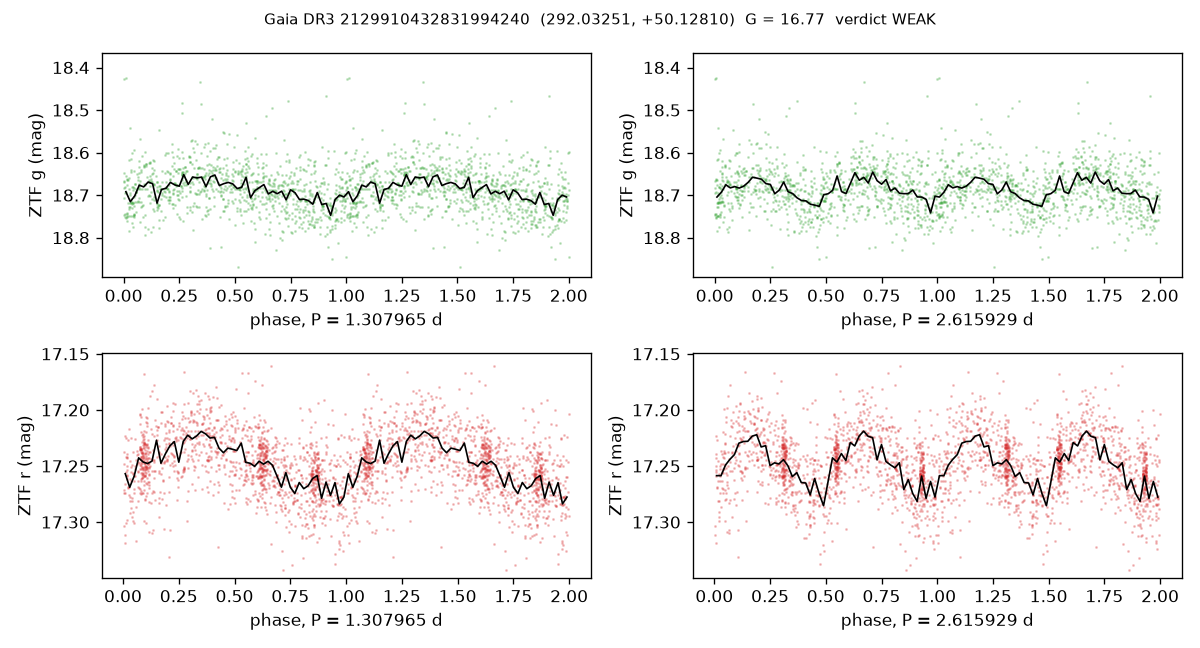 Gaia DR3 2129910432831994240 (292.03251, +50.12810) G = 16.77 verdict WEAK
ZTF g (mag)
18.4
18.5
18.6
18.7
18.8
0.00 0.25 0.50 0.75 1.00 1.25 1.50 1.75 2.00
phase, P = 1.307965 d
ZTF g (mag)
18.4
18.5
18.6
18.7
18.8
0.00 0.25 0.50 0.75 1.00 1.25 1.50 1.75 2.00
phase, P = 2.615929 d
ZTF r (mag)
17.15
17.20
17.25
17.30
0.00 0.25 0.50 0.75 1.00 1.25 1.50 1.75 2.00
phase, P = 1.307965 d
ZTF r (mag)
17.15
17.20
17.25
17.30
0.00 0.25 0.50 0.75 1.00 1.25 1.50 1.75 2.00
phase, P = 2.615929 d